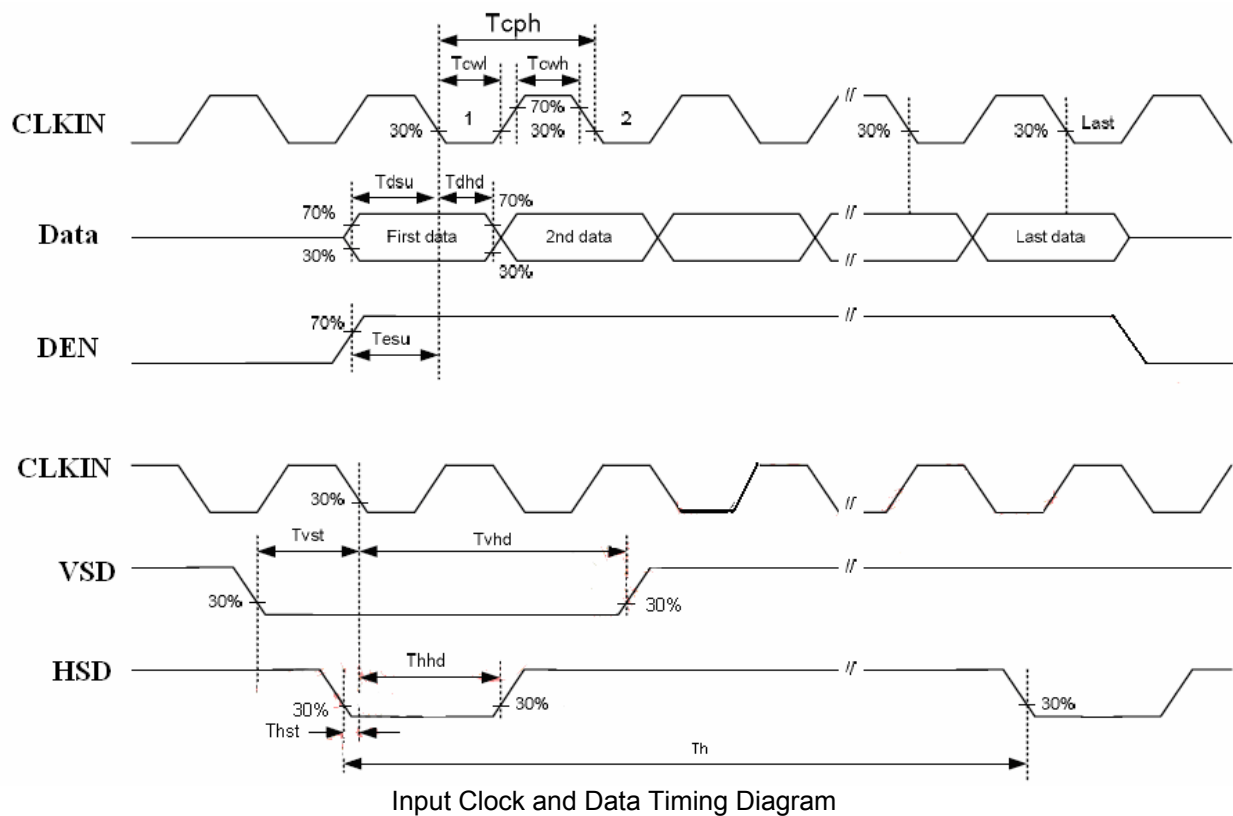 Tcph
Tcwl Tcwh
CLKIN 30% 1 70% 30% 2 30% 30% Last
Tdsu Tdhd
70% 70%
Data First data 2nd data Last data
30% 30%
70%
DEN Tesu
CLKIN
30%
Tvst Tvhd
VSD
30% 30%
HSD Thhd
30% 30% 30%
Thst
Th
Input Clock and Data Timing Diagram